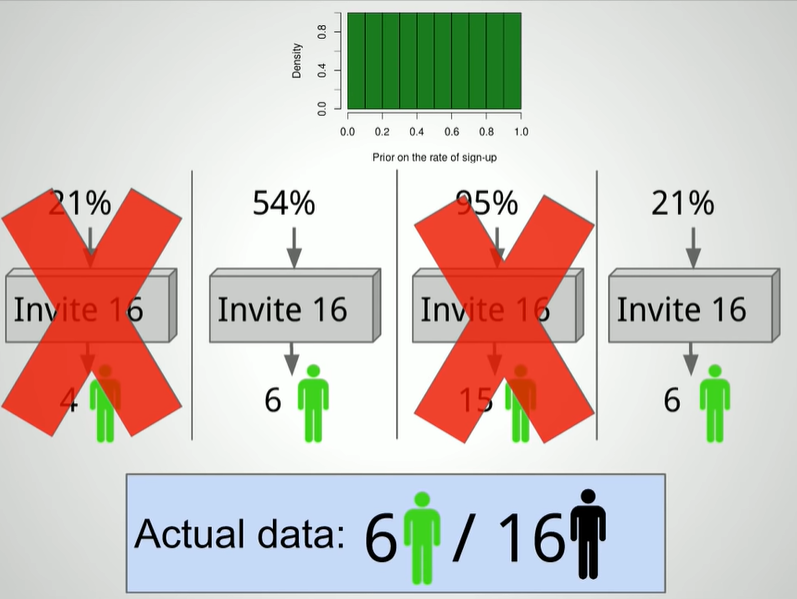 Density
0.0
0.4
0.8
0.0 0.2 0.4 0.6 0.8 1.0
Prior on the rate of sign-up
21% 54% 95% 21%
Invite 16 Invite 16 Invite 16 Invite 16
4 6 15 6
Actual data: 6 / 16